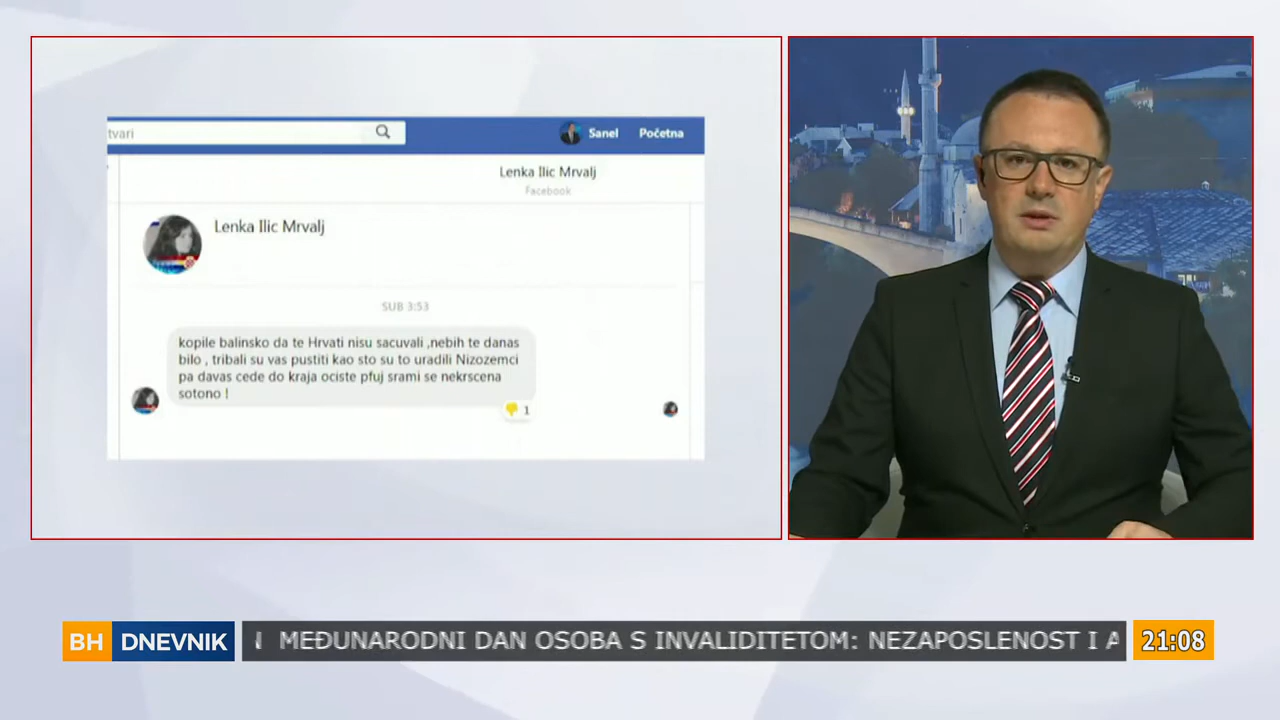 tvari
Sanel Početna
Lenka Ilic Mrvalj
Facebook
Lenka Ilic Mrvalj
SUB 3:53
kopile balinsko da te Hrvati nisu sacuvali ,nebih te danas
bilo , tribali su vas pustiti kao sto su to uradili Nizozemci
pa davas cede do kraja ociste pfuj srami se nekrscena
sotono !
1
BH DNEVNIK MEĐUNARODNI DAN OSOBA S INVALIDITETOM: NEZAPOSLENOST I 21:08